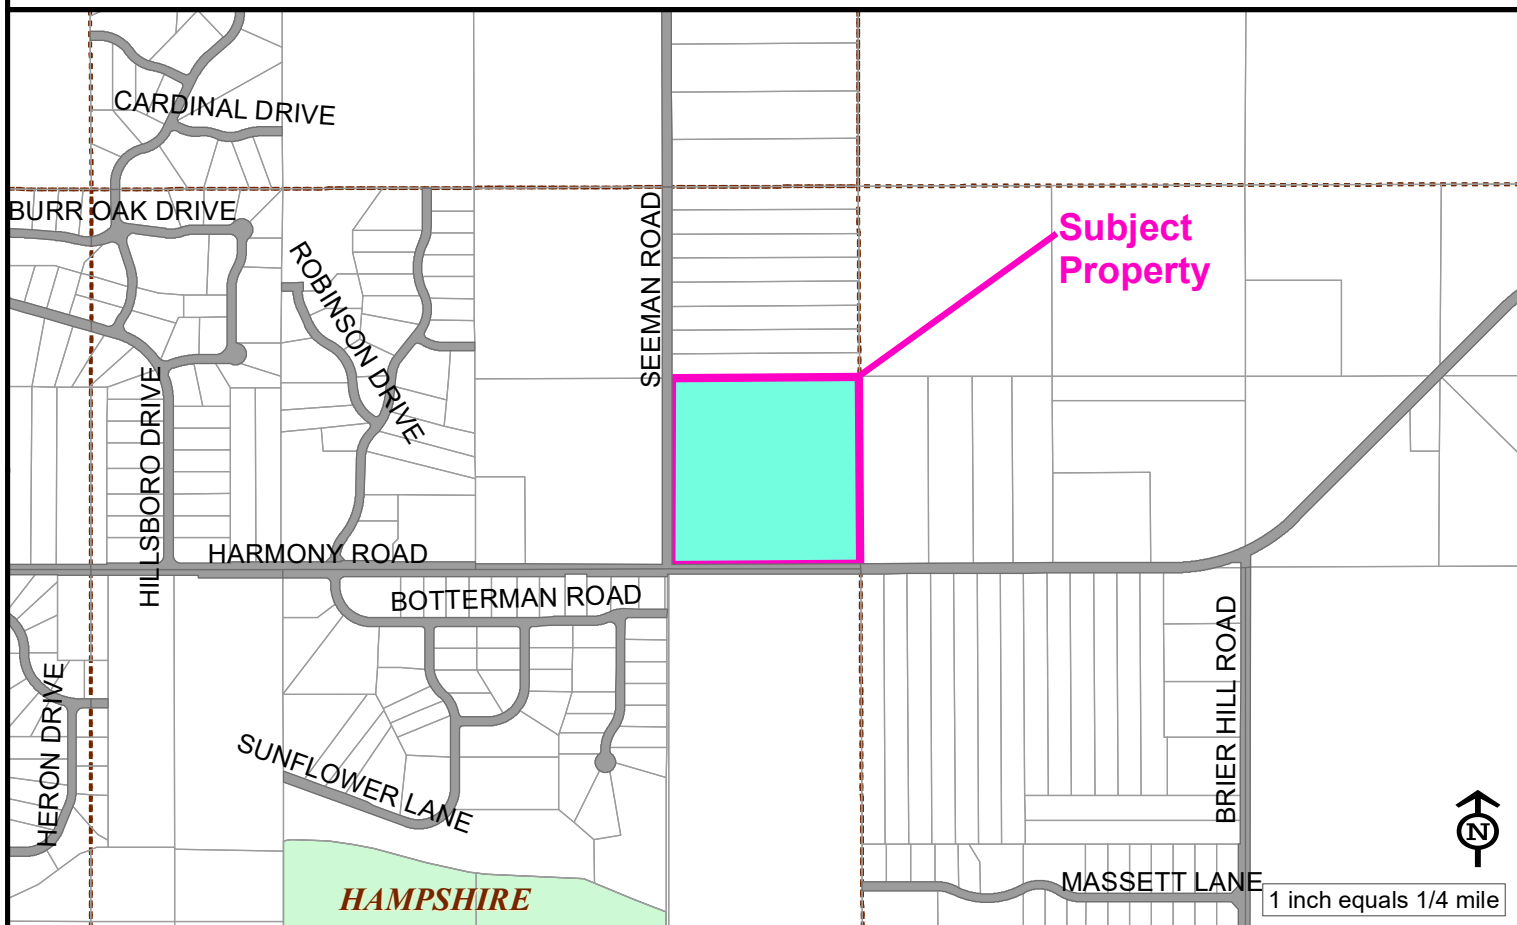 CARDINAL DRIVE
BURR OAK DRIVE
ROBINSON DRIVE
SEEMAN ROAD
Subject
Property
HILLSBORO DRIVE
HARMONY ROAD
BOTTERMAN ROAD
HERON DRIVE
SUNFLOWER LANE
BRIER HILL ROAD
HAMPSHIRE
MASSETT LANE
N
1 inch equals 1/4 mile